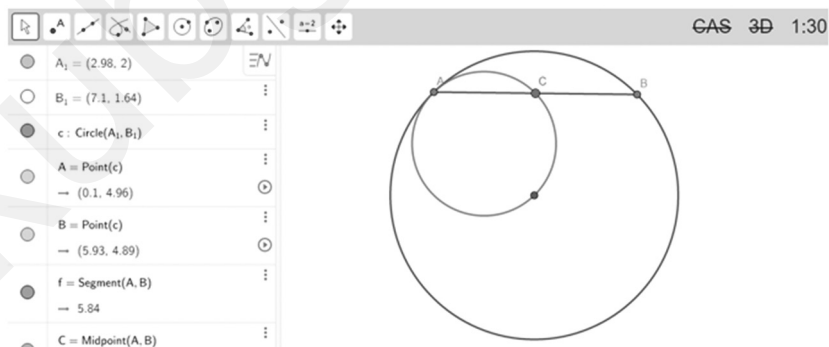 A
a=2
CAS 3D 1:30
A₁ = (2.98, 2)
B₁ = (7.1, 1.64)
c : Circle(A₁, B₁)
A = Point(c)
→ (0.1, 4.96)
B = Point(c)
→ (5.93, 4.89)
f = Segment(A, B)
→ 5.84
C = Midpoint(A, B)
A
C
B